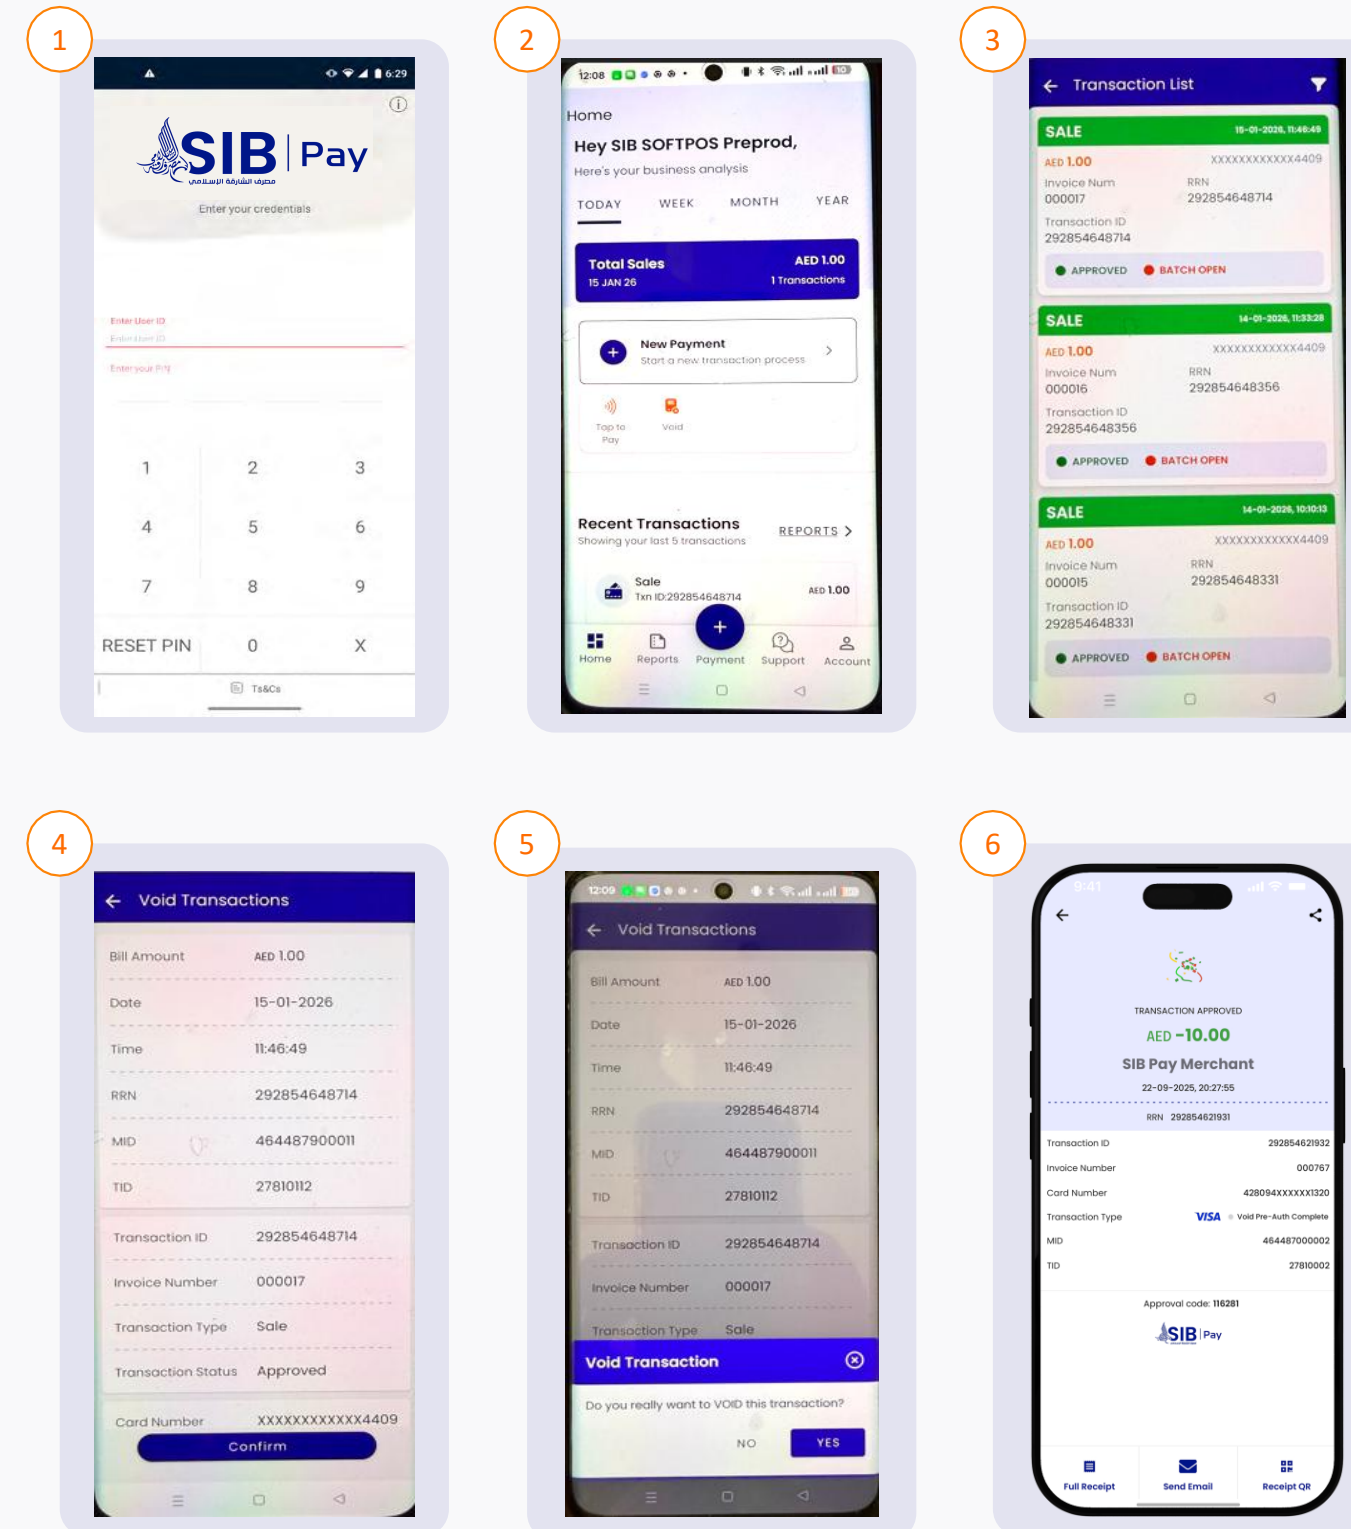 1
6:29
SIB | Pay
مصرف الشارقة الإسلامي
Enter your credentials
Enter User ID
Enter User ID
Enter your PIN
1 2 3
4 5 6
7 8 9
RESET PIN 0 X
Ts&Cs
2
12:08
Home
Hey SIB SOFTPOS Preprod,
Here's your business analysis
TODAY WEEK MONTH YEAR
Total Sales AED 1.00
15 JAN 26 1 Transactions
New Payment
Start a new transaction process
Tap to Pay
Void
Recent Transactions
Showing your last 5 transactions
REPORTS
Sale
Txn ID:292854648714
AED 1.00
Home Reports Payment Support Account
3
Transaction List
SALE 15-01-2026, 11:46:49
AED 1.00 XXXXXXXXXXXX4409
Invoice Num RRN
000017 292854648714
Transaction ID
292854648714
APPROVED BATCH OPEN
SALE 14-01-2026, 11:33:28
AED 1.00 XXXXXXXXXXXX4409
Invoice Num RRN
000016 292854648356
Transaction ID
292854648356
APPROVED BATCH OPEN
SALE 14-01-2026, 10:10:13
AED 1.00 XXXXXXXXXXXX4409
Invoice Num RRN
000015 292854648331
Transaction ID
292854648331
APPROVED BATCH OPEN
4
Void Transactions
Bill Amount AED 1.00
Date 15-01-2026
Time 11:46:49
RRN 292854648714
MID 464487900011
TID 27810112
Transaction ID 292854648714
Invoice Number 000017
Transaction Type Sale
Transaction Status Approved
Card Number XXXXXXXXXXXX4409
Confirm
5
12:09
Void Transactions
Bill Amount AED 1.00
Date 15-01-2026
Time 11:46:49
RRN 292854648714
MID 464487900011
TID 27810112
Transaction ID 292854648714
Invoice Number 000017
Transaction Type Sale
Void Transaction
Do you really want to VOID this transaction?
NO YES
6
9:41
TRANSACTION APPROVED
AED -10.00
SIB Pay Merchant
22-09-2025, 20:27:55
RRN 292854621931
Transaction ID 292854621932
Invoice Number 000767
Card Number 428094XXXXXX1320
Transaction Type VISA Void Pre-Auth Complete
MID 464487000002
TID 27810002
Approval code: 116281
SIB | Pay
Full Receipt Send Email Receipt QR